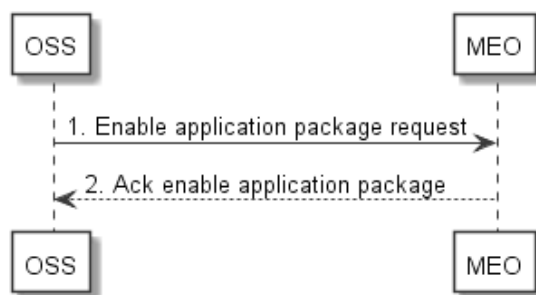 OSS
MEO
1. Enable application package request
2. Ack enable application package
OSS
MEO